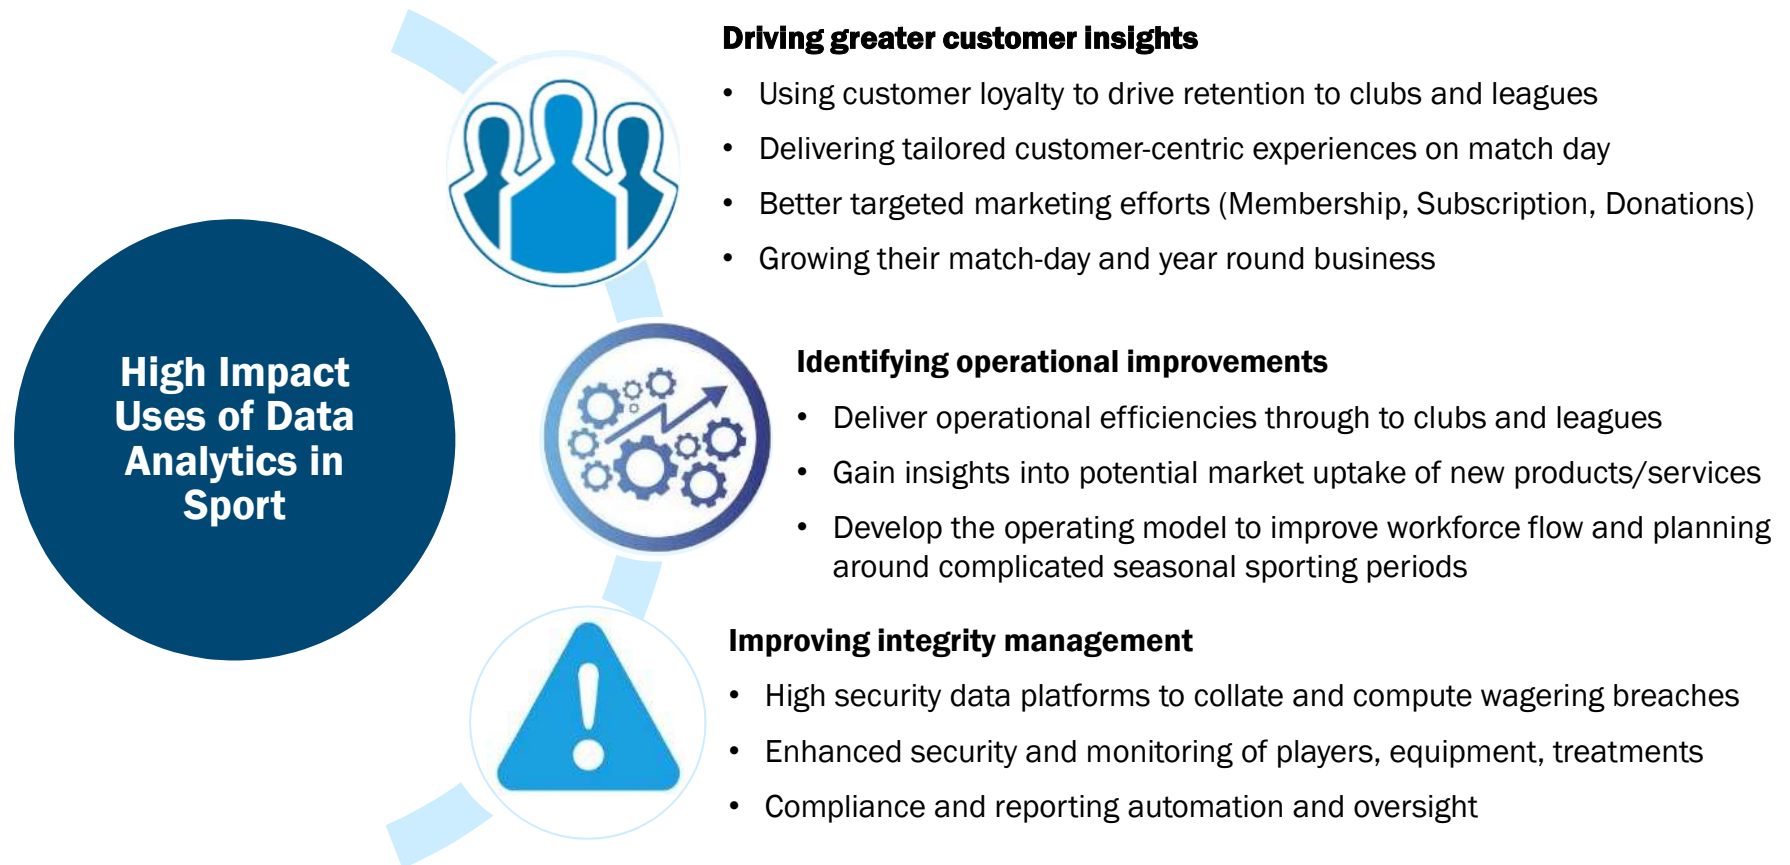 High Impact
Uses of Data
Analytics in
Sport
Driving greater customer insights
• Using customer loyalty to drive retention to clubs and leagues
• Delivering tailored customer-centric experiences on match day
• Better targeted marketing efforts (Membership, Subscription, Donations)
• Growing their match-day and year round business
Identifying operational improvements
• Deliver operational efficiencies through to clubs and leagues
• Gain insights into potential market uptake of new products/services
• Develop the operating model to improve workforce flow and planning
around complicated seasonal sporting periods
Improving integrity management
• High security data platforms to collate and compute wagering breaches
• Enhanced security and monitoring of players, equipment, treatments
• Compliance and reporting automation and oversight